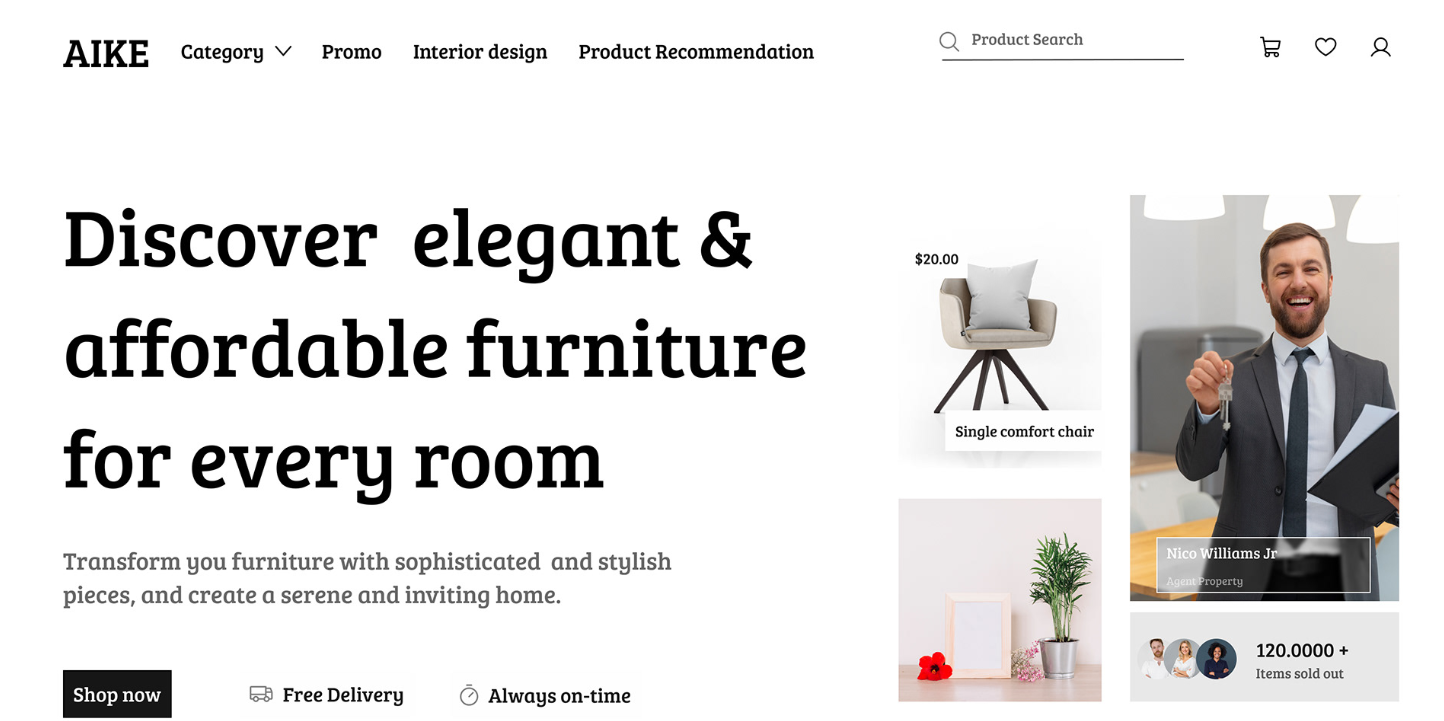 AIKE
Category
Promo
Interior design
Product Recommendation
Product Search
Discover elegant &
affordable furniture
for every room
Transform you furniture with sophisticated and stylish
pieces, and create a serene and inviting home.
Shop now
Free Delivery
Always on-time
$20.00
Single comfort chair
Nico Williams Jr
Agent Property
120.0000 +
Items sold out